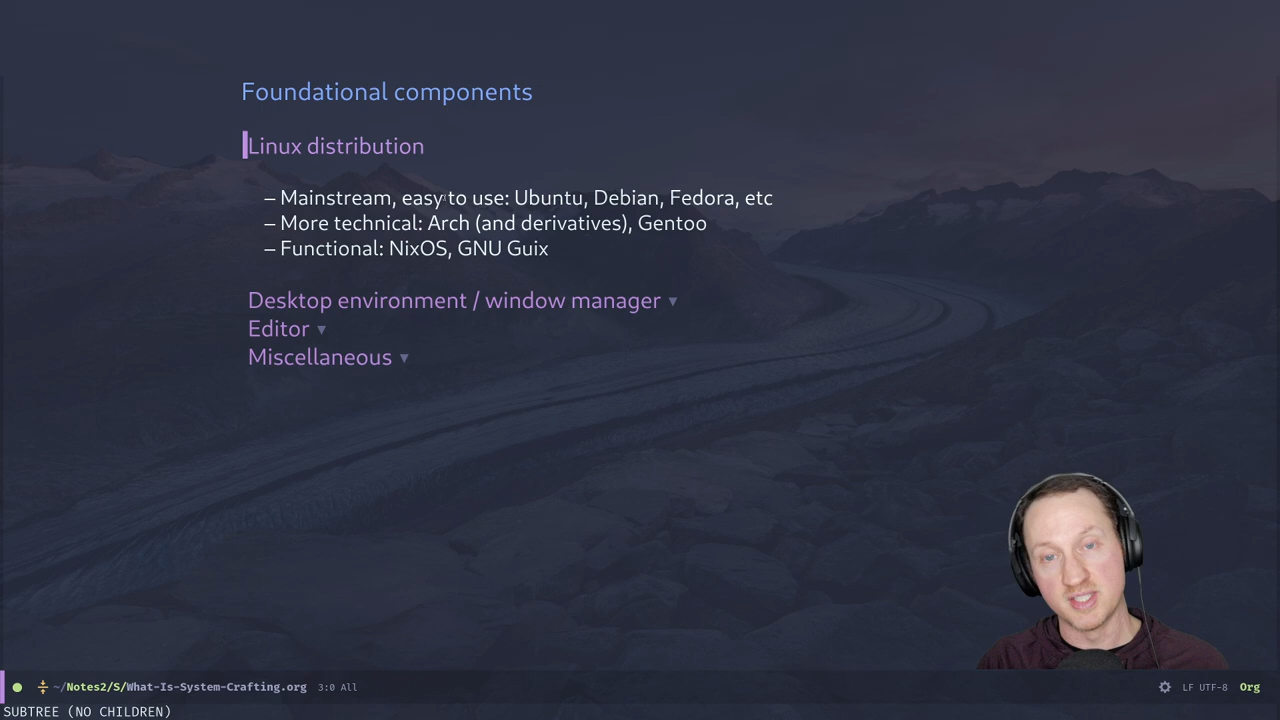 Foundational components
Linux distribution
– Mainstream, easy to use: Ubuntu, Debian, Fedora, etc
– More technical: Arch (and derivatives), Gentoo
– Functional: NixOS, GNU Guix
Desktop environment / window manager ▾
Editor ▾
Miscellaneous ▾
~/Notes2/S/What-Is-System-Crafting.org 3:0 All LF UTF-8 Org
SUBTREE (NO CHILDREN)